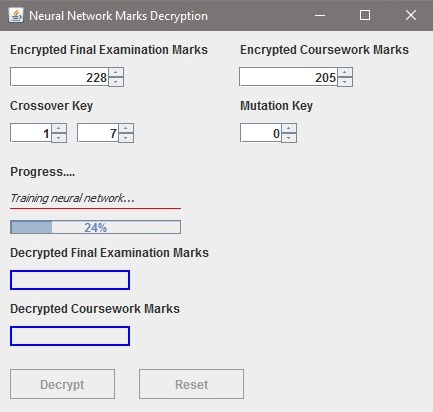 Neural Network Marks Decryption
Encrypted Final Examination Marks Encrypted Coursework Marks
228 205
Crossover Key Mutation Key
1 7 0
Progress....
Training neural network...
24%
Decrypted Final Examination Marks
Decrypted Coursework Marks
Decrypt Reset